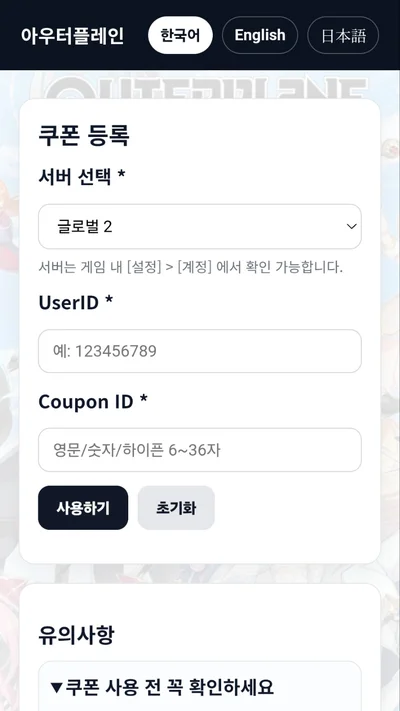 아우터플레인
한국어
English
日本語
OUTERPLANE
쿠폰 등록
서버 선택 *
글로벌 2
서버는 게임 내 [설정] > [계정] 에서 확인 가능합니다.
UserID *
예: 123456789
Coupon ID *
영문/숫자/하이픈 6~36자
사용하기
초기화
유의사항
▼쿠폰 사용 전 꼭 확인하세요